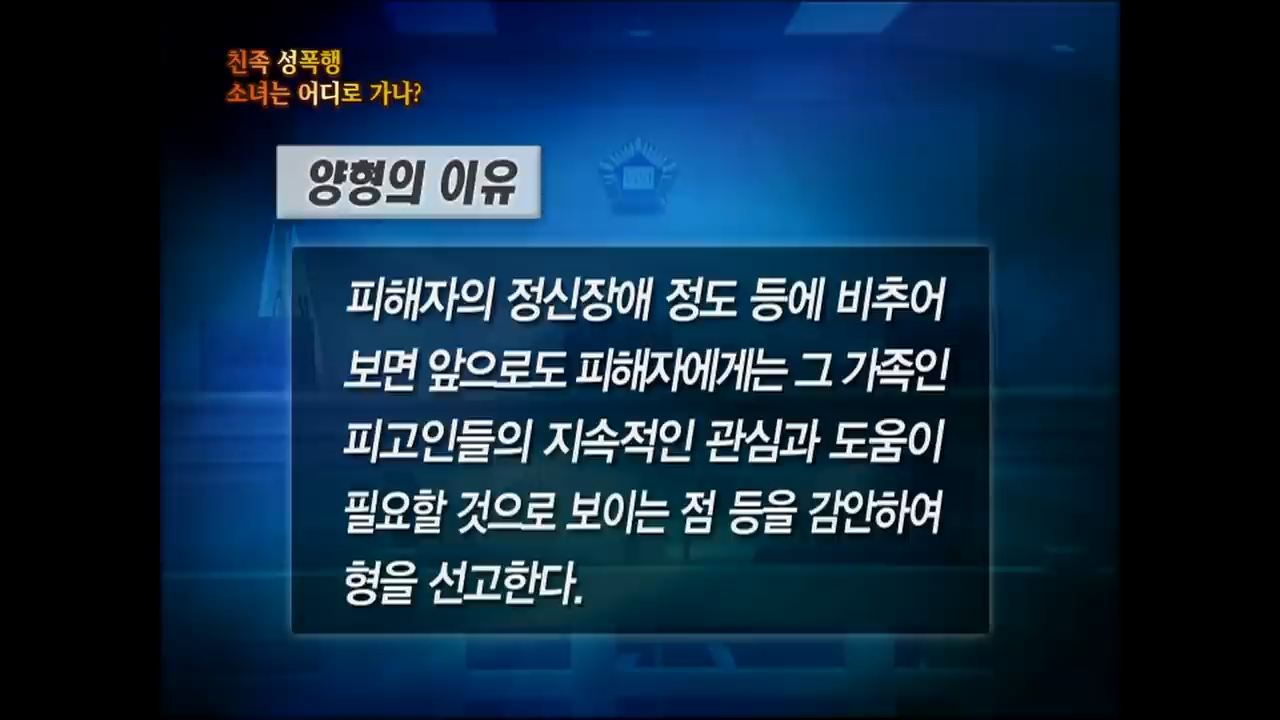 친족 성폭행
소녀는 어디로 가나?
양형의 이유
피해자의 정신장애 정도 등에 비추어
보면 앞으로도 피해자에게는 그 가족인
피고인들의 지속적인 관심과 도움이
필요할 것으로 보이는 점 등을 감안하여
형을 선고한다.